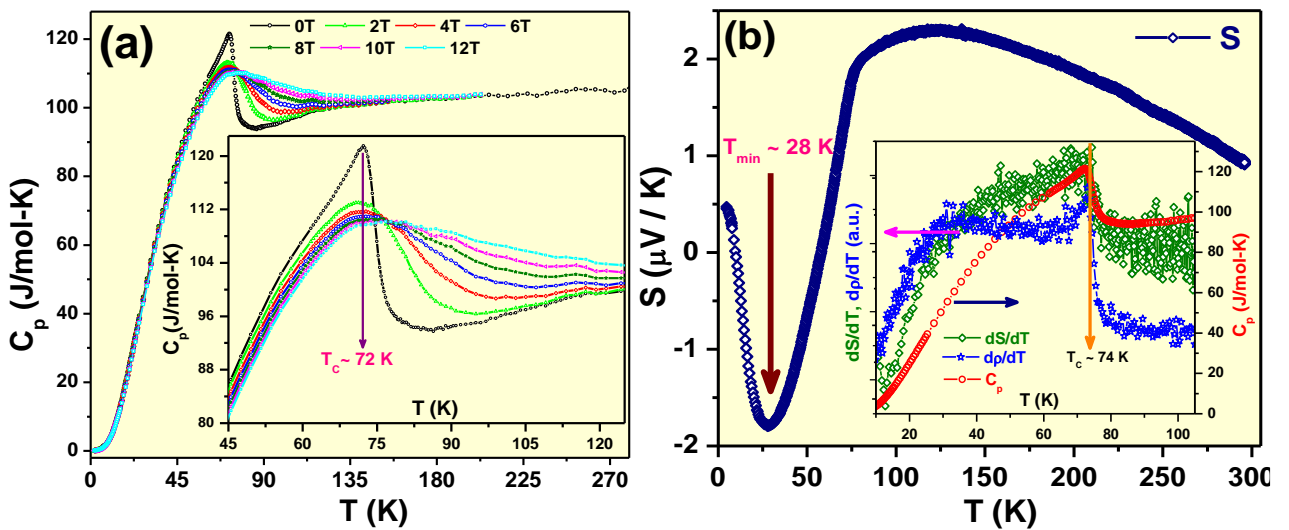 (a)
0T 2T 4T 6T
8T 10T 12T
C_p (J/mol-K)
120
100
80
60
40
20
0
0 45 90 135 180 225 270
T (K)
C_p(J/mol-K)
120
112
104
96
88
80
T_C~ 72 K
T (K)
45 60 75 90 105 120
(b)
S
S (μV / K)
2
1
0
-1
-2
T_min ~ 28 K
0 50 100 150 200 250 300
T (K)
dS/dT, dρ/dT (a.u.)
C_p (J/mol-K)
120
100
80
60
40
20
0
dS/dT
dρ/dT
C_p
T_C ~ 74 K
T (K)
20 40 60 80 100